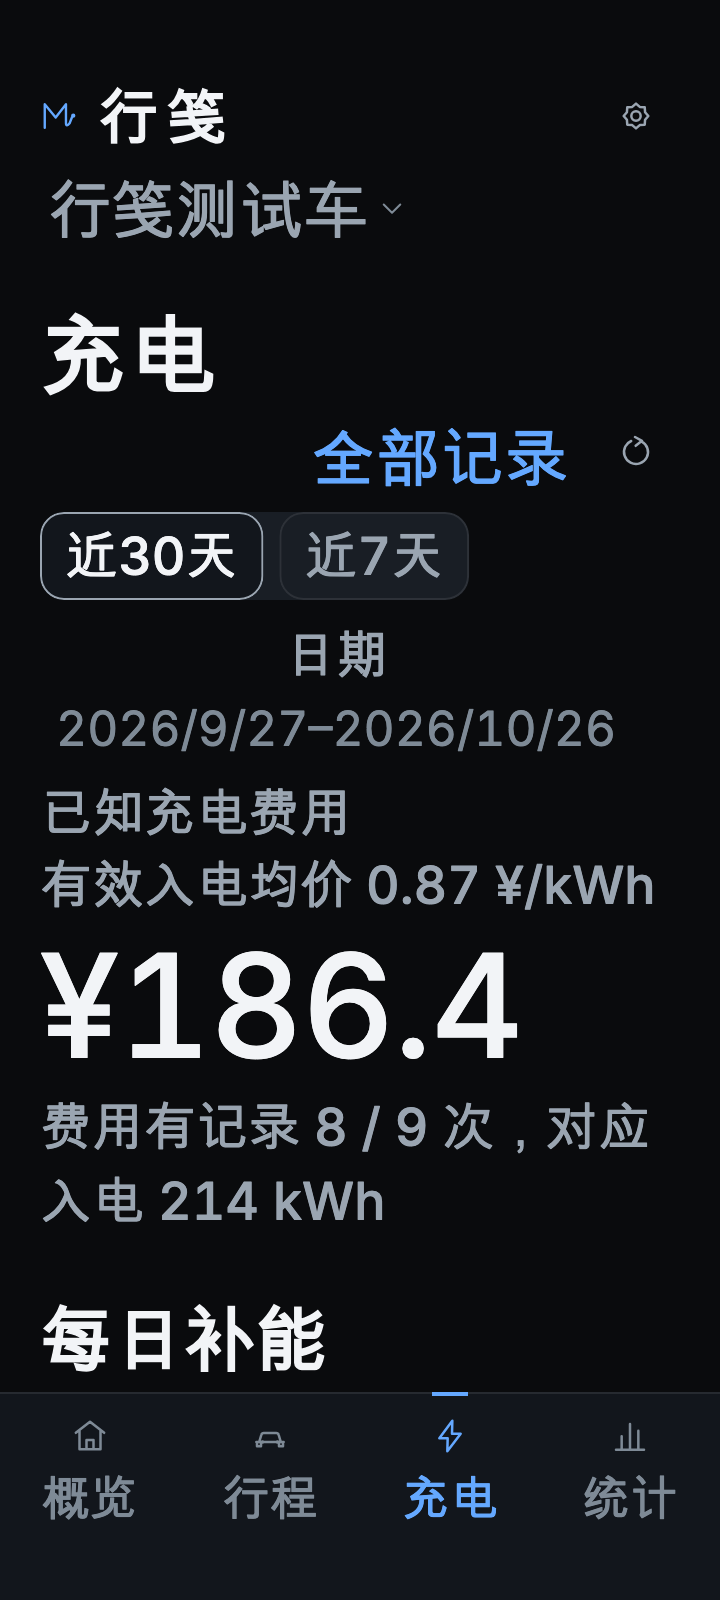 行笺
行笺测试车
充电
全部记录
近30天 近7天
日期
2026/9/27–2026/10/26
已知充电费用
有效入电均价 0.87 ¥/kWh
¥186.4
费用有记录 8 / 9 次，对应
入电 214 kWh
每日补能
概览 行程 充电 统计